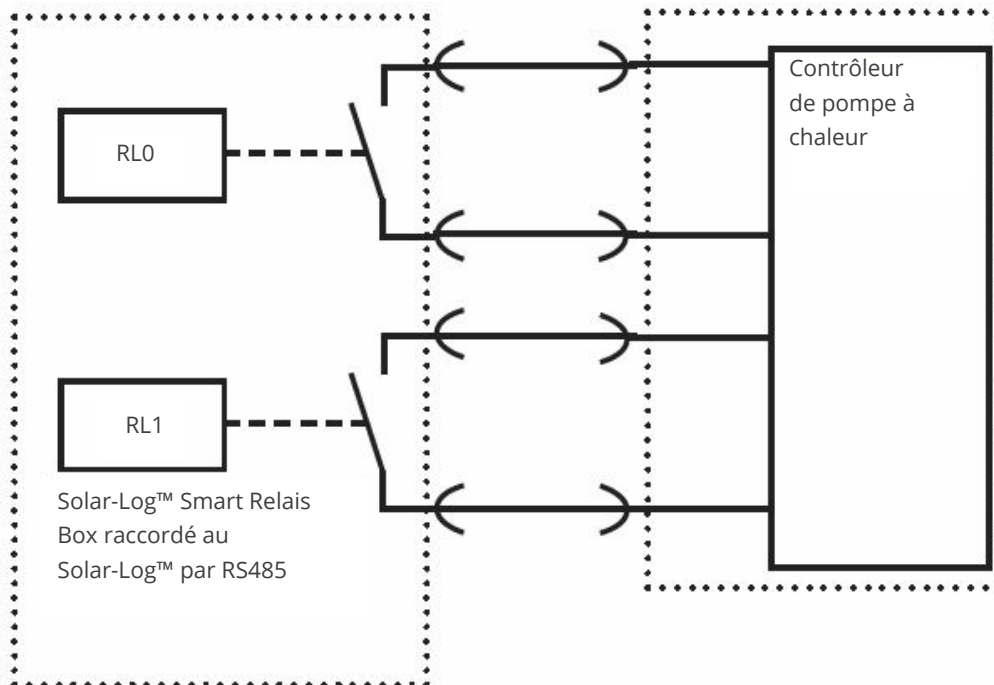 Contrôleur
de pompe à
chaleur
RL0
RL1
Solar-Log™ Smart Relais
Box raccordé au
Solar-Log™ par RS485